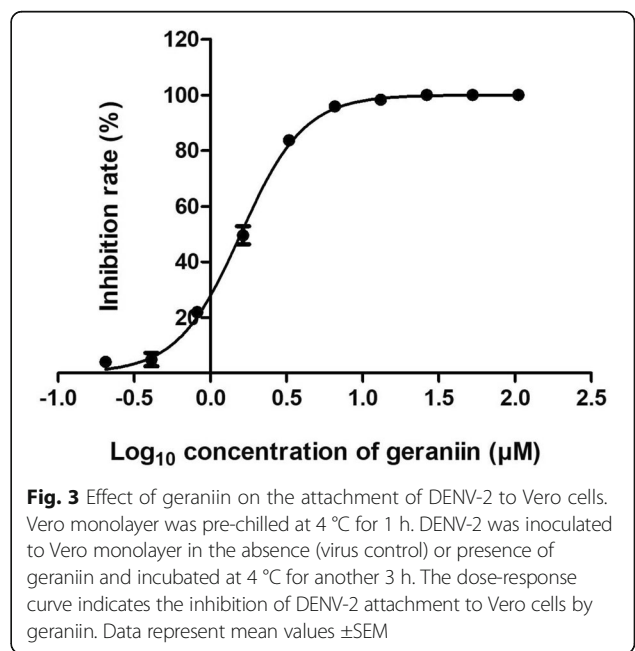 120
100
80
60
40
20
Inhibition rate (%)
-1.0 -0.5 0.0 0.5 1.0 1.5 2.0 2.5
Log₁₀ concentration of geraniin (µM)
Fig. 3 Effect of geraniin on the attachment of DENV-2 to Vero cells.
Vero monolayer was pre-chilled at 4 °C for 1 h. DENV-2 was inoculated
to Vero monolayer in the absence (virus control) or presence of
geraniin and incubated at 4 °C for another 3 h. The dose-response
curve indicates the inhibition of DENV-2 attachment to Vero cells by
geraniin. Data represent mean values ±SEM